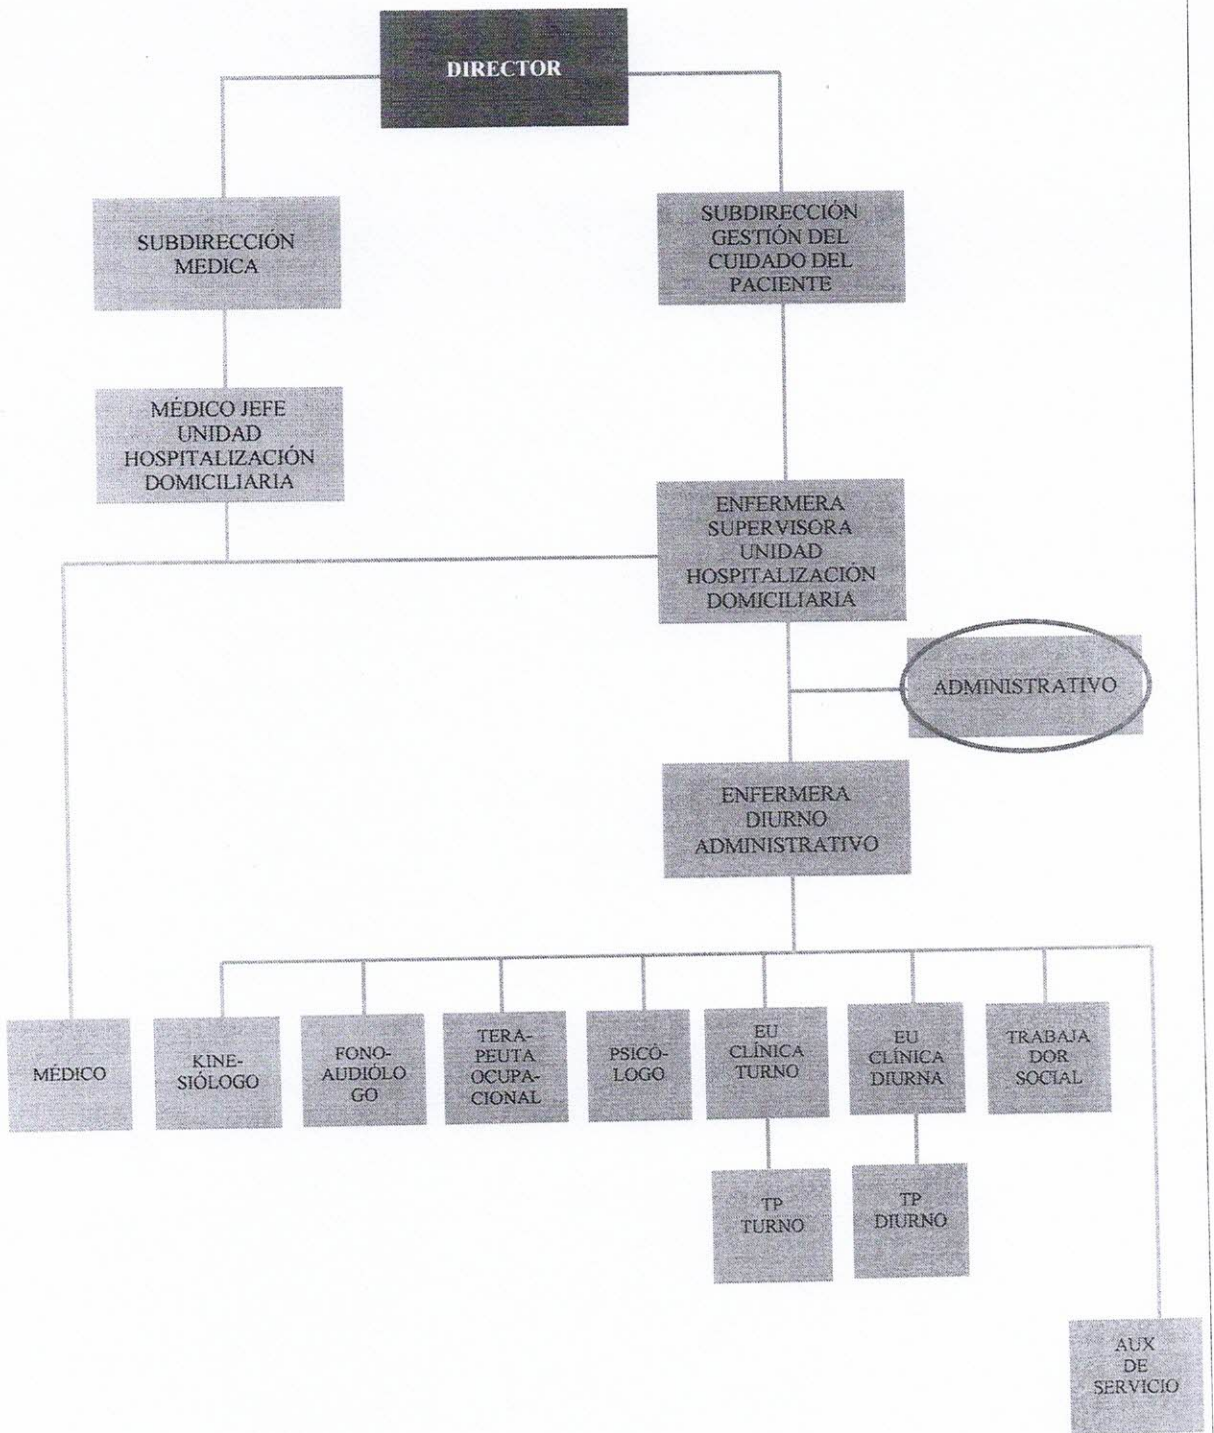 DIRECTOR
SUBDIRECCIÓN
MEDICA
SUBDIRECCIÓN
GESTIÓN DEL
CUIDADO DEL
PACIENTE
MÉDICO JEFE
UNIDAD
HOSPITALIZACIÓN
DOMICILIARIA
ENFERMERA
SUPERVISORA
UNIDAD
HOSPITALIZACIÓN
DOMICILIARIA
ADMINISTRATIVO
ENFERMERA
DIURNO
ADMINISTRATIVO
MÉDICO
KINE-
SIÓLOGO
FONO-
AUDIÓLO
GO
TERA-
PEUTA
OCUPA-
CIONAL
PSICÓ-
LOGO
EU
CLÍNICA
TURNO
EU
CLÍNICA
DIURNA
TRABAJA
DOR
SOCIAL
TP
TURNO
TP
DIURNO
AUX
DE
SERVICIO